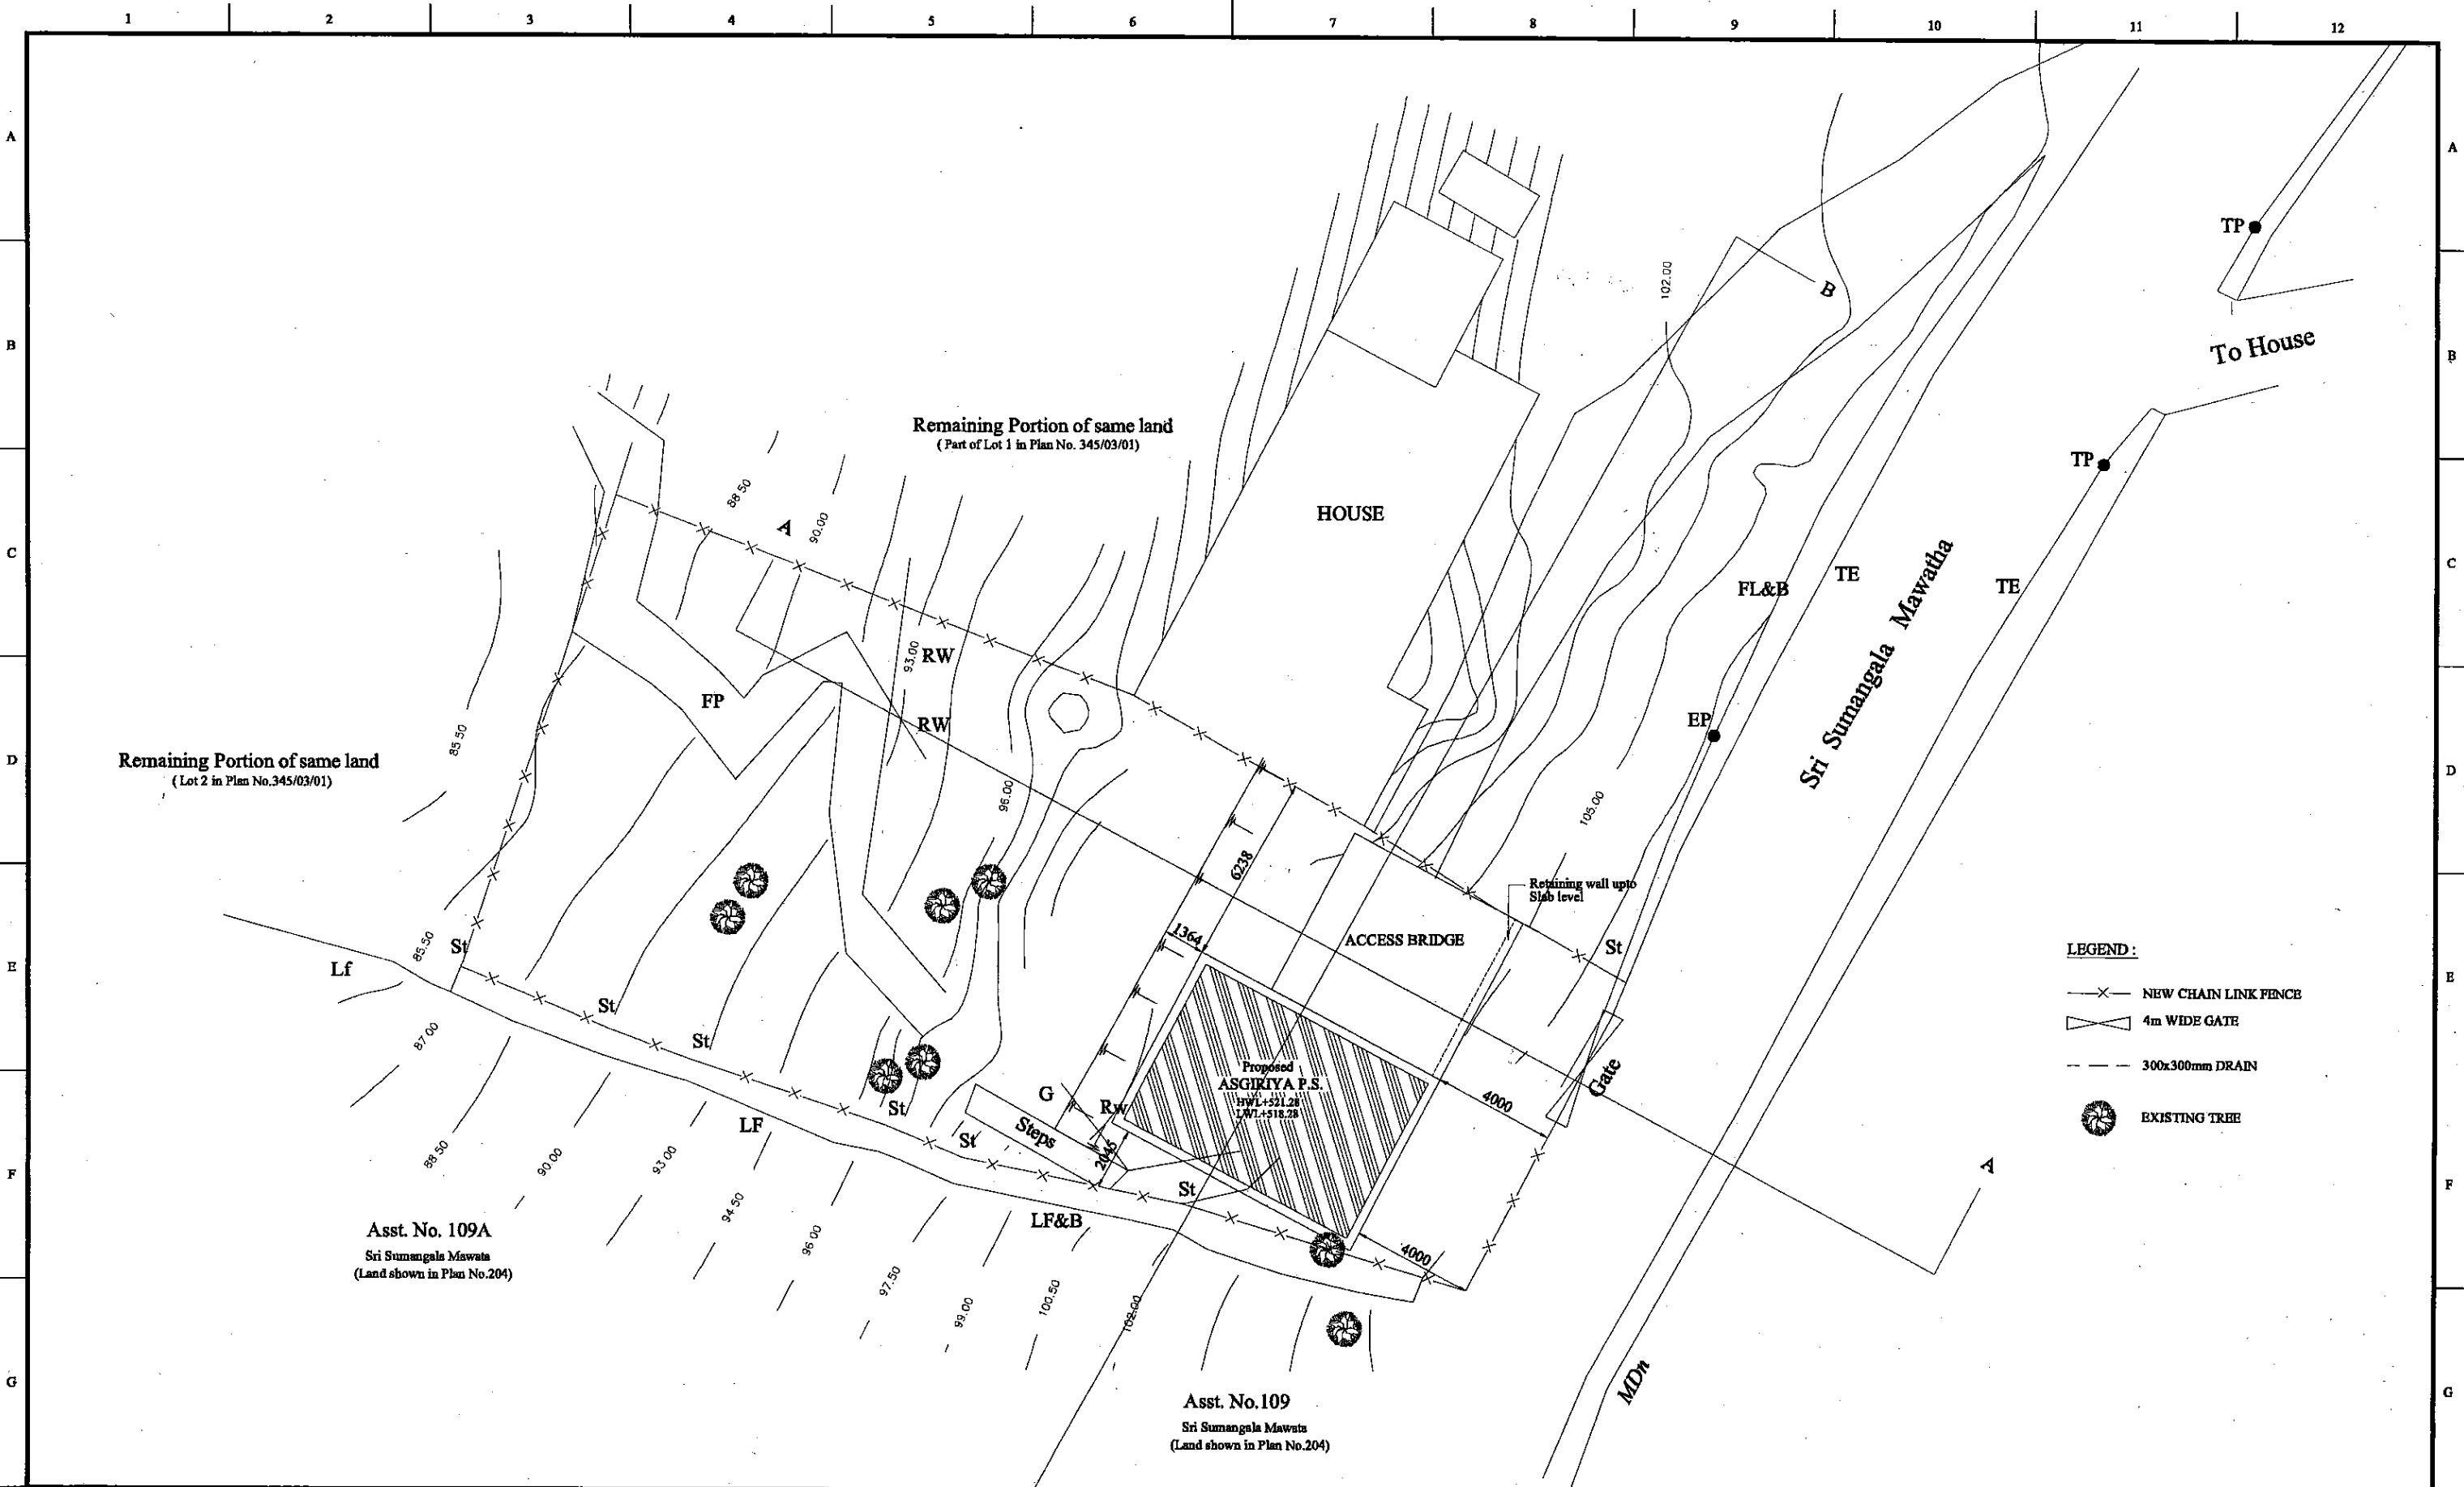 1 2 3 4 5 6 7 8 9 10 11 12
A
A
TP
B
102.00
B
To House
B
Remaining Portion of same land
( Part of Lot 1 in Plan No. 345/03/01)
TP
88 50
A
90.00
HOUSE
C
C
FL&B
TE
Sri Sumangala Mawatha
TE
93.00
RW
FP
RW
EP
85 50
D
D
Remaining Portion of same land
( Lot 2 in Plan No.345/03/01)
96.00
105.00
6238
Retaining wall upto
Slab level
1364
ACCESS BRIDGE
St
85.50
St
E
Lf
E
LEGEND :
NEW CHAIN LINK FENCE
4m WIDE GATE
300x300mm DRAIN
EXISTING TREE
St
87 00
St
Proposed
ASGIRIYA P.S.
HWL+521.28
LWL+518.28
Gate
4000
G
Rw
St
LF
Steps
St
2045
88 50
90.00
93 00
A
F
F
St
94 50
LF&B
96 00
4000
Asst. No. 109A
Sri Sumangala Mawata
(Land shown in Plan No.204)
97.50
99.00
100.50
102.00
MDn
G
G
Asst. No.109
Sri Sumangala Mawata
(Land shown in Plan No.204)